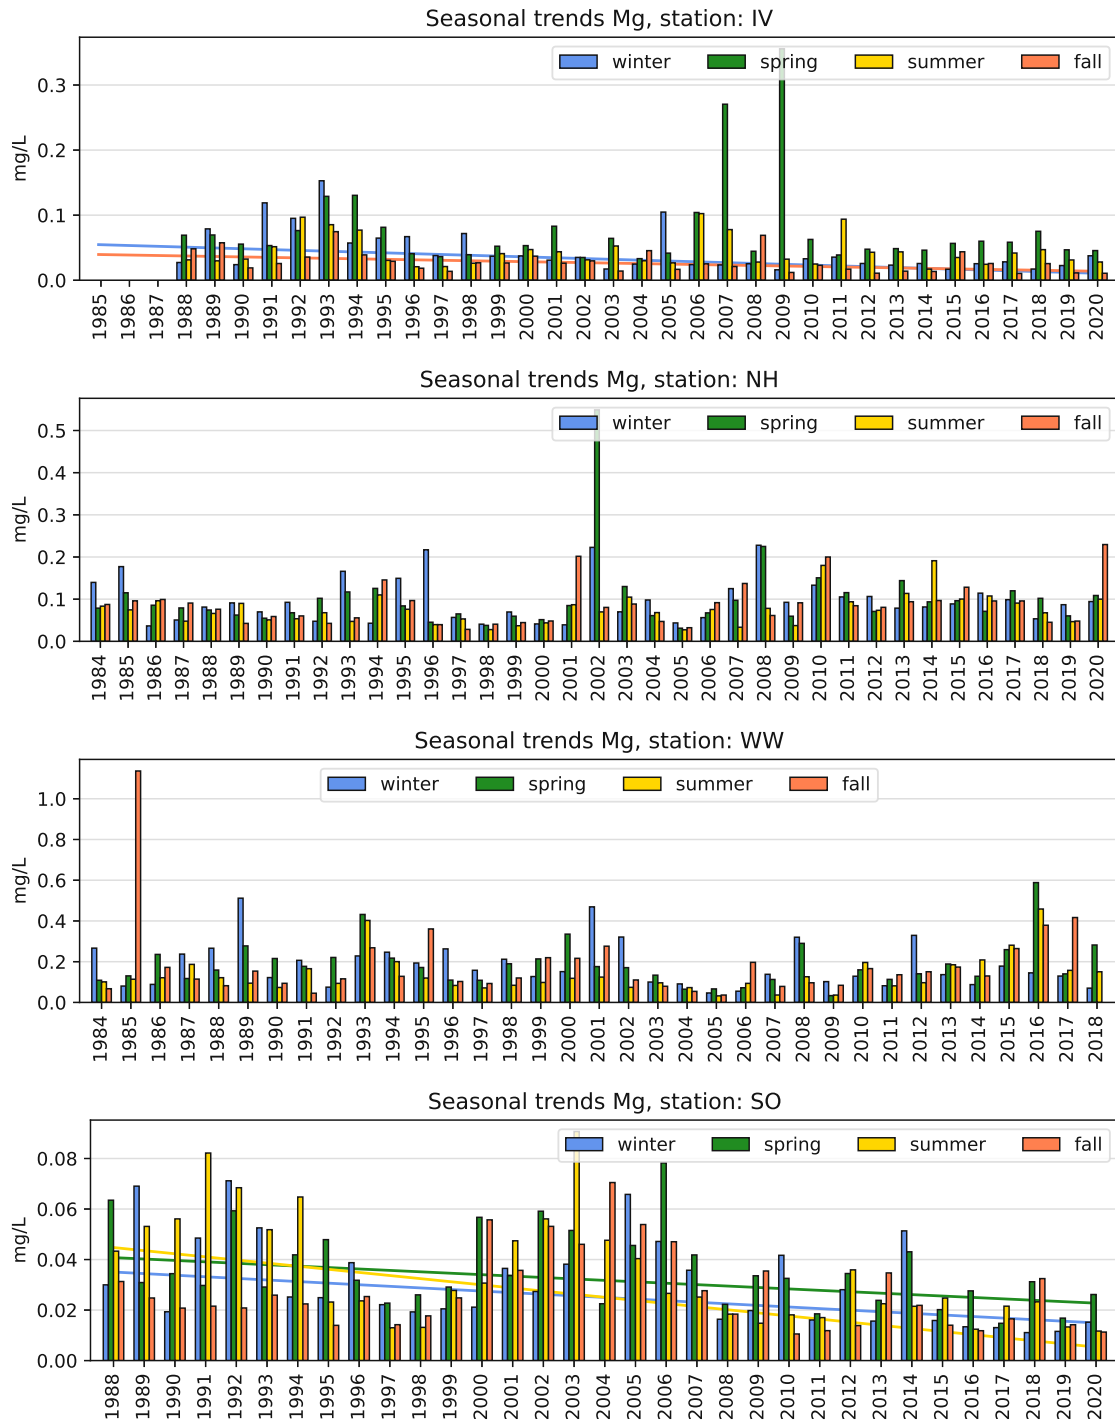 Seasonal trends Mg, station: IV
winter spring summer fall
mg/L
0.3
0.2
0.1
0.0
1985 1986 1987 1988 1989 1990 1991 1992 1993 1994 1995 1996 1997 1998 1999 2000 2001 2002 2003 2004 2005 2006 2007 2008 2009 2010 2011 2012 2013 2014 2015 2016 2017 2018 2019 2020
Seasonal trends Mg, station: NH
winter spring summer fall
mg/L
0.5
0.4
0.3
0.2
0.1
0.0
1984 1985 1986 1987 1988 1989 1990 1991 1992 1993 1994 1995 1996 1997 1998 1999 2000 2001 2002 2003 2004 2005 2006 2007 2008 2009 2010 2011 2012 2013 2014 2015 2016 2017 2018 2019 2020
Seasonal trends Mg, station: WW
winter spring summer fall
mg/L
1.0
0.8
0.6
0.4
0.2
0.0
1984 1985 1986 1987 1988 1989 1990 1991 1992 1993 1994 1995 1996 1997 1998 1999 2000 2001 2002 2003 2004 2005 2006 2007 2008 2009 2010 2011 2012 2013 2014 2015 2016 2017 2018
Seasonal trends Mg, station: SO
winter spring summer fall
mg/L
0.08
0.06
0.04
0.02
0.00
1988 1989 1990 1991 1992 1993 1994 1995 1996 1997 1998 1999 2000 2001 2002 2003 2004 2005 2006 2007 2008 2009 2010 2011 2012 2013 2014 2015 2016 2017 2018 2019 2020